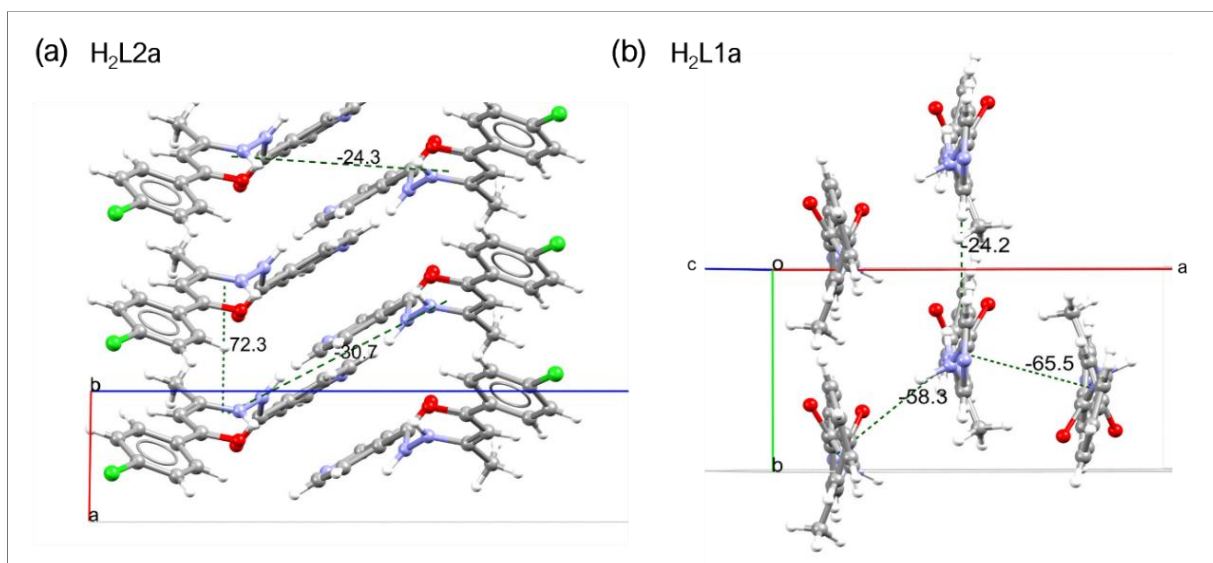 (a) H₂L2a
(b) H₂L1a
-24.3
72.3
-30.7
b
a
c
o
a
-24.2
-65.5
-58.3
b